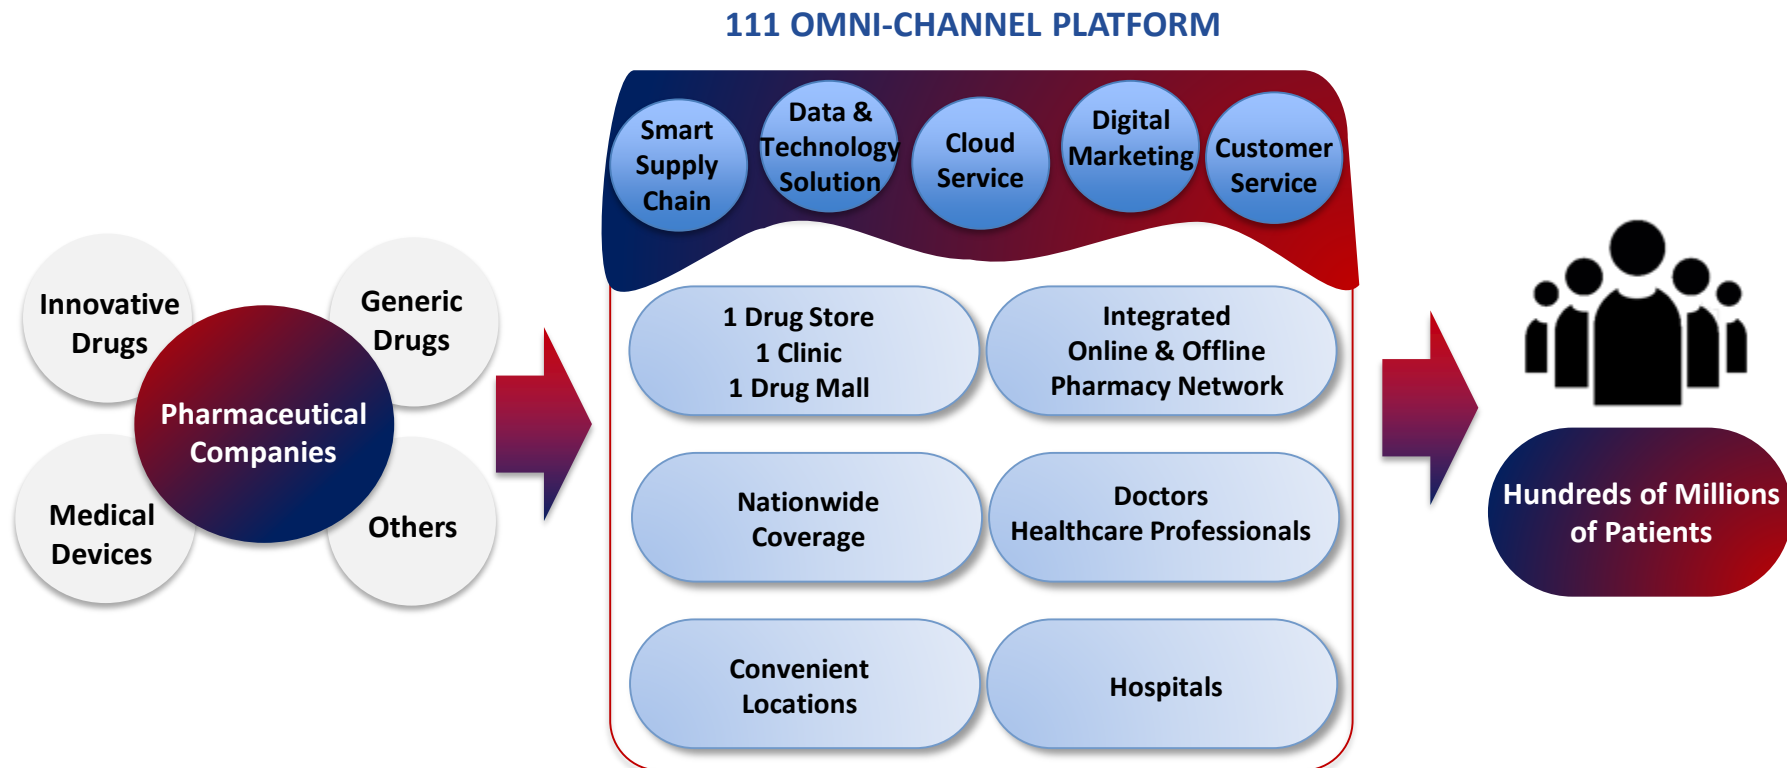 111 OMNI-CHANNEL PLATFORM
Smart
Supply
Chain
Data &
Technology
Solution
Cloud
Service
Digital
Marketing
Customer
Service
Innovative
Drugs
Generic
Drugs
Pharmaceutical
Companies
Medical
Devices
Others
1 Drug Store
1 Clinic
1 Drug Mall
Integrated
Online & Offline
Pharmacy Network
Nationwide
Coverage
Doctors
Healthcare Professionals
Convenient
Locations
Hospitals
Hundreds of Millions
of Patients